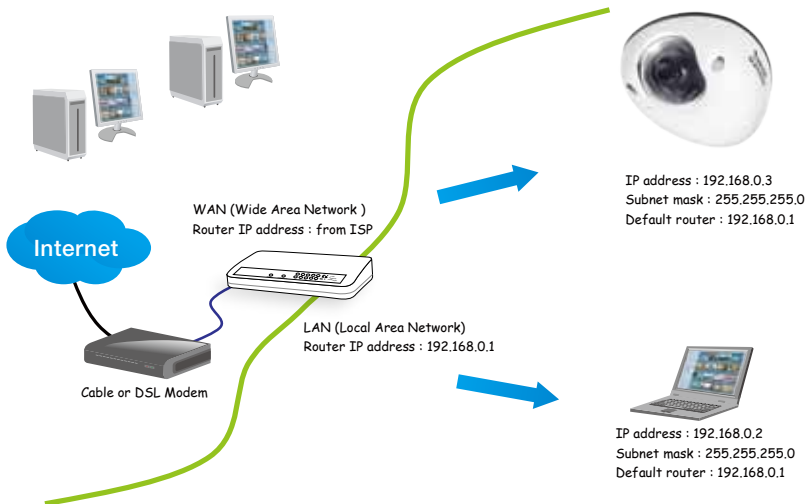 IP address : 192.168.0.3
Subnet mask : 255.255.255.0
Default router : 192.168.0.1
WAN (Wide Area Network )
Router IP address : from ISP
Internet
LAN (Local Area Network)
Router IP address : 192.168.0.1
Cable or DSL Modem
IP address : 192.168.0.2
Subnet mask : 255.255.255.0
Default router : 192.168.0.1